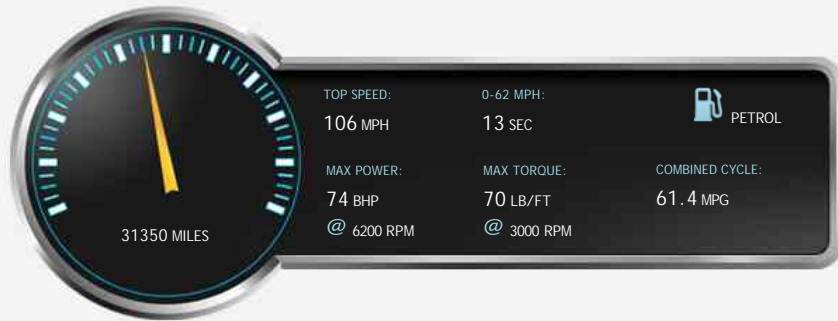 31350 MILES
TOP SPEED:
106 MPH
0-62 MPH:
13 SEC
PETROL
MAX POWER:
74 BHP
@ 6200 RPM
MAX TORQUE:
70 LB/FT
@ 3000 RPM
COMBINED CYCLE:
61.4 MPG